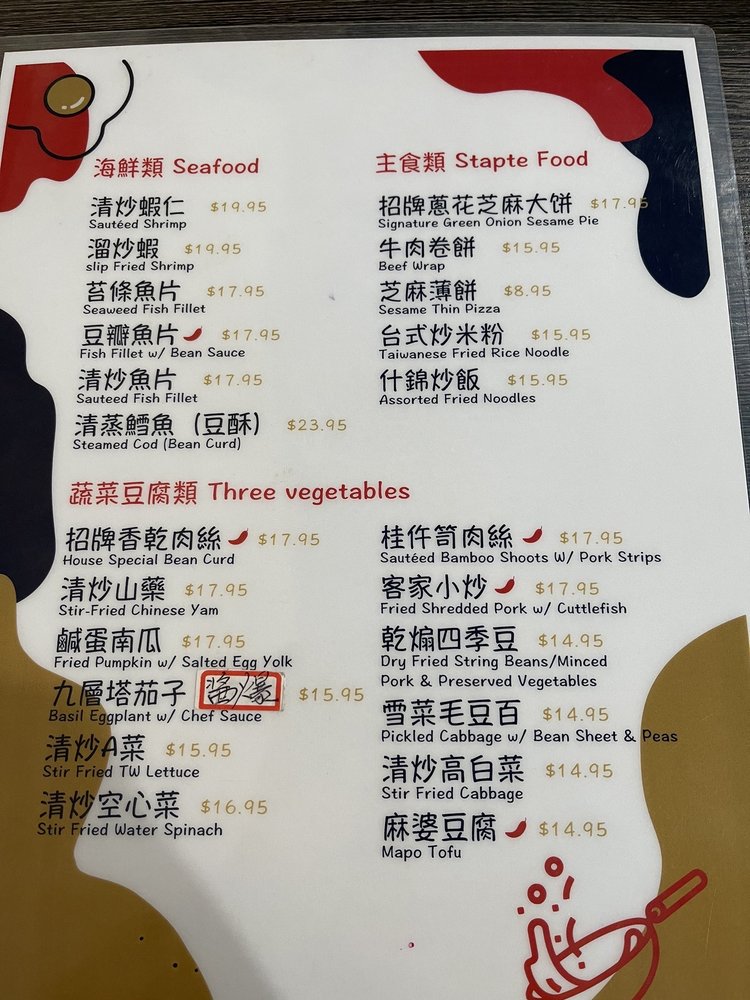 海鮮類 Seafood
清炒蝦仁 $19.95
Sautéed Shrimp
溜炒蝦 $19.95
slip Fried Shrimp
苔條魚片 $17.95
Seaweed Fish Fillet
豆瓣魚片 $17.95
Fish Fillet w/ Bean Sauce
清炒魚片 $17.95
Sauteed Fish Fillet
清蒸鱈魚 (豆酥) $23.95
Steamed Cod (Bean Curd)
主食類 Stapte Food
招牌蔥花芝麻大饼 $17.95
Signature Green Onion Sesame Pie
牛肉卷餅 $15.95
Beef Wrap
芝麻薄餅 $8.95
Sesame Thin Pizza
台式炒米粉 $15.95
Taiwanese Fried Rice Noodle
什錦炒飯 $15.95
Assorted Fried Noodles
蔬菜豆腐類 Three vegetables
招牌香乾肉絲 $17.95
House Special Bean Curd
清炒山藥 $17.95
Stir-Fried Chinese Yam
鹹蛋南瓜 $17.95
Fried Pumpkin w/ Salted Egg Yolk
九層塔茄子 醬爆 $15.95
Basil Eggplant w/ Chef Sauce
清炒A菜 $15.95
Stir Fried TW Lettuce
清炒空心菜 $16.95
Stir Fried Water Spinach
桂仵筍肉絲 $17.95
Sautéed Bamboo Shoots W/ Pork Strips
客家小炒 $17.95
Fried Shredded Pork w/ Cuttlefish
乾煸四季豆 $14.95
Dry Fried String Beans/Minced
Pork & Preserved Vegetables
雪菜毛豆百 $14.95
Pickled Cabbage w/ Bean Sheet & Peas
清炒高白菜 $14.95
Stir Fried Cabbage
麻婆豆腐 $14.95
Mapo Tofu